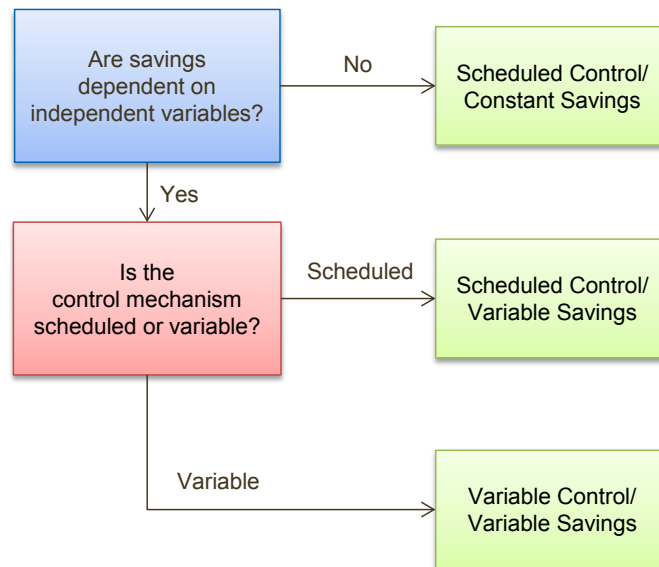 Are savings
dependent on
independent variables?
No
Scheduled Control/
Constant Savings
Yes
Is the
control mechanism
scheduled or variable?
Scheduled
Scheduled Control/
Variable Savings
Variable
Variable Control/
Variable Savings